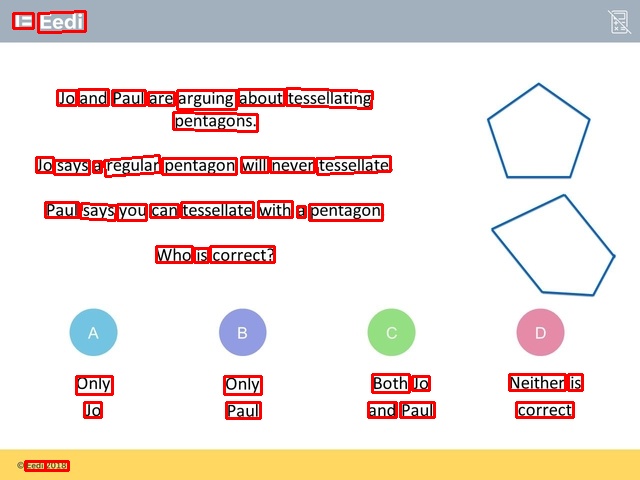 Eedi
Jo and Paul are arguing about tessellating
pentagons.
Jo says a regular pentagon will never tessellate.
Paul says you can tessellate with a pentagon
Who is correct?
A
B
C
D
Only
Jo
Only
Paul
Both Jo
and Paul
Neither is
correct
© Eedi 2018